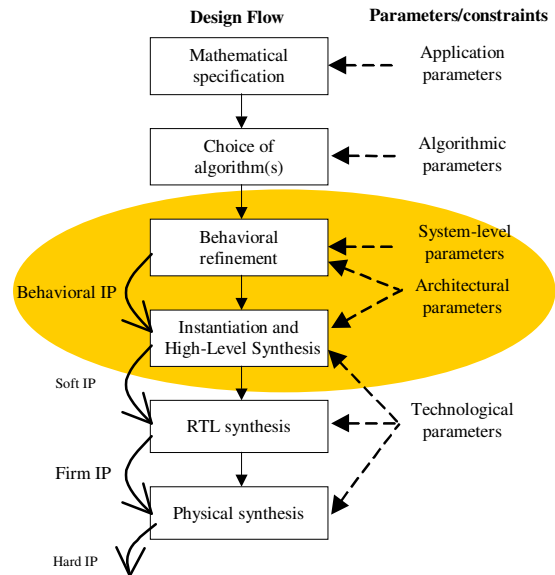 Design Flow
Parameters/constraints
Mathematical
specification
Application
parameters
Choice of
algorithm(s)
Algorithmic
parameters
Behavioral
refinement
System-level
parameters
Behavioral IP
Architectural
parameters
Instantiation and
High-Level Synthesis
Soft IP
RTL synthesis
Technological
parameters
Firm IP
Physical synthesis
Hard IP